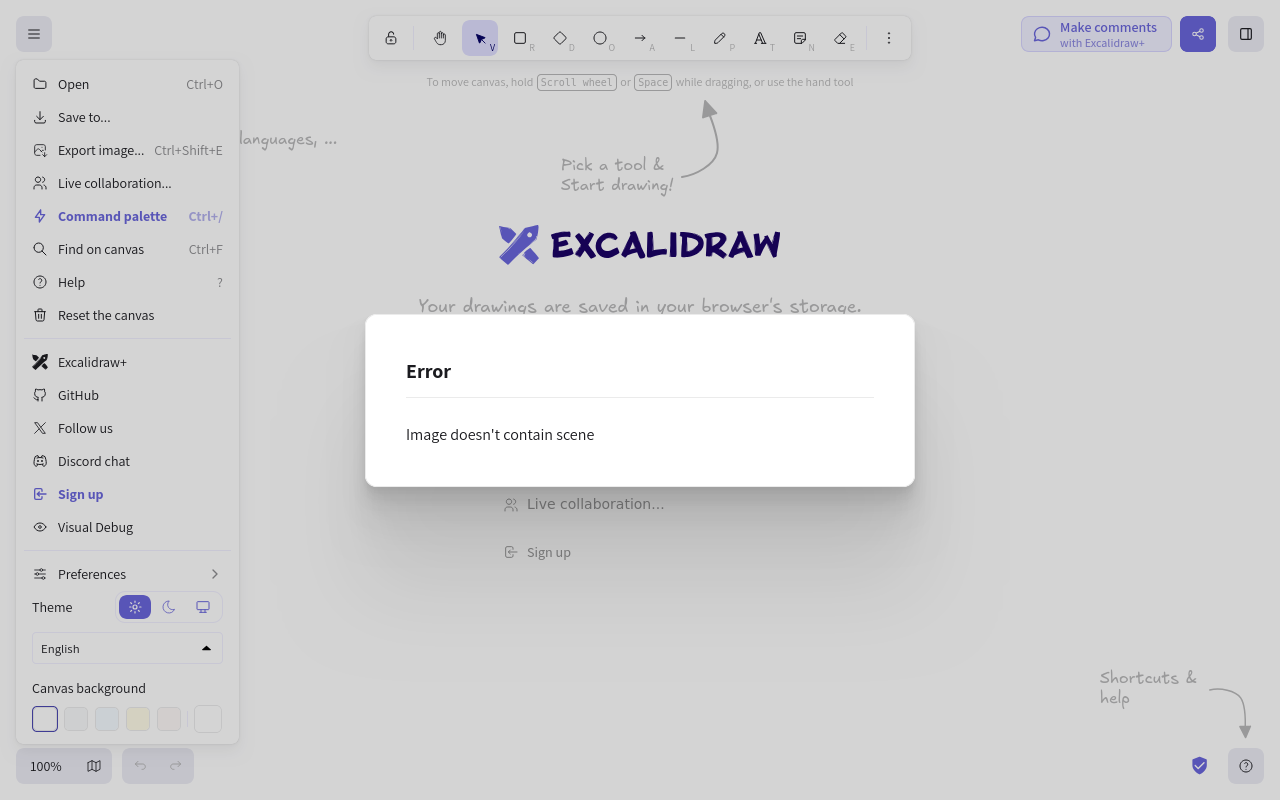 V
R
D
O
A
L
P
T
N
E
Make comments
with Excalidraw+
To move canvas, hold Scroll wheel or Space while dragging, or use the hand tool
Open Ctrl+O
Save to...
Export image... Ctrl+Shift+E
Live collaboration...
Command palette Ctrl+/
Find on canvas Ctrl+F
Help ?
Reset the canvas
Excalidraw+
GitHub
Follow us
Discord chat
Sign up
Visual Debug
Preferences
Theme
English
Canvas background
languages, ...
Pick a tool &
Start drawing!
EXCALIDRAW
Your drawings are saved in your browser's storage.
Error
Image doesn't contain scene
Live collaboration...
Sign up
Shortcuts &
help
100%